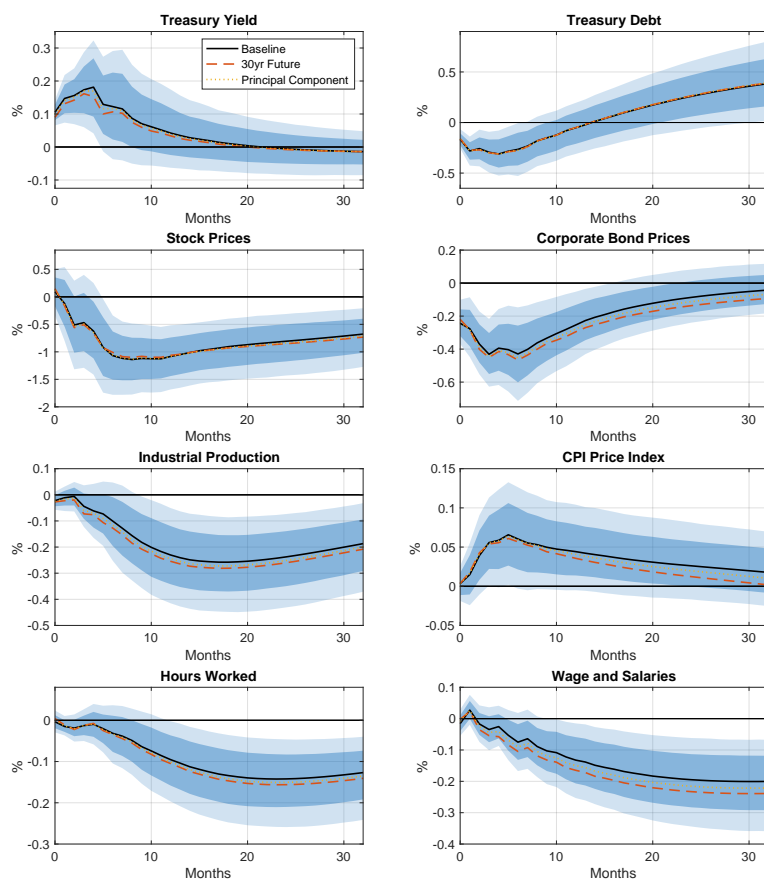 Treasury Yield
0.3
0.2
0.1
0
-0.1
%
0 10 20 30
Months
Baseline
30yr Future
Principal Component
Treasury Debt
0.5
0
-0.5
%
0 10 20 30
Months
Stock Prices
0.5
0
-0.5
-1
-1.5
-2
%
0 10 20 30
Months
Corporate Bond Prices
0.2
0
-0.2
-0.4
-0.6
%
0 10 20 30
Months
Industrial Production
0.1
0
-0.1
-0.2
-0.3
-0.4
-0.5
%
0 10 20 30
Months
CPI Price Index
0.15
0.1
0.05
0
-0.05
%
0 10 20 30
Months
Hours Worked
0.1
0
-0.1
-0.2
-0.3
%
0 10 20 30
Months
Wage and Salaries
0.1
0
-0.1
-0.2
-0.3
-0.4
%
0 10 20 30
Months